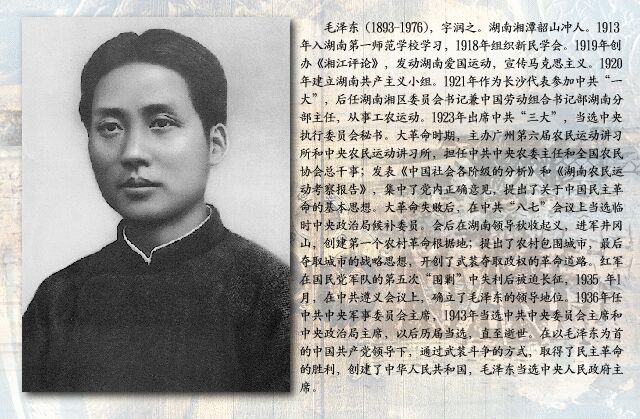 毛泽东（1893-1976），字润之。湖南湘潭韶山冲人。1913
年入湖南第一师范学校学习，1918年组织新民学会。1919年创
办《湘江评论》，发动湖南爱国运动，宣传马克思主义。1920
年建立湖南共产主义小组。1921年作为长沙代表参加中共“一
大”，后任湖南湘区委员会书记兼中国劳动组合书记部湖南分
部主任，从事工农运动。1923年出席中共“三大”，当选中央
执行委员会秘书。大革命时期，主办广州第六届农民运动讲习
所和中央农民运动讲习所，担任中共中央农委主任和全国农民
协会总干事；发表《中国社会各阶级的分析》和《湖南农民运
动考察报告》，集中了党内正确意见，提出了关于中国民主革
命的基本思想。大革命失败后，在中共“八七”会议上当选临
时中央政治局候补委员。会后在湖南领导秋收起义，进军井冈
山，创建第一个农村革命根据地；提出了农村包围城市，最后
夺取城市的战略思想，开创了武装夺取政权的革命道路。红军
在国民党军队的第五次“围剿”中失利后被迫长征，1935 年1
月，在中共遵义会议上，确立了毛泽东的领导地位。1936年任
中共中央军事委员会主席，1943年当选中共中央委员会主席和
中央政治局主席，以后历届当选，直至逝世。在以毛泽东为首
的中国共产党领导下，通过武装斗争的方式，取得了民主革命
的胜利，创建了中华人民共和国，毛泽东当选中央人民政府主
席。